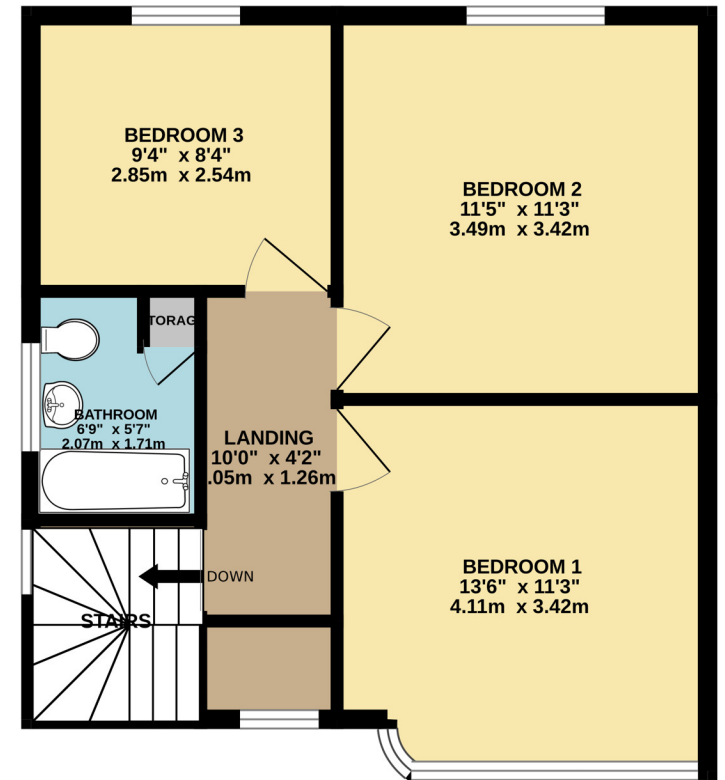 BEDROOM 3
9'4" x 8'4"
2.85m x 2.54m
BEDROOM 2
11'5" x 11'3"
3.49m x 3.42m
TORAG
BATHROOM
6'9" x 5'7"
2.07m x 1.71m
LANDING
10'0" x 4'2"
.05m x 1.26m
DOWN
STAIRS
BEDROOM 1
13'6" x 11'3"
4.11m x 3.42m